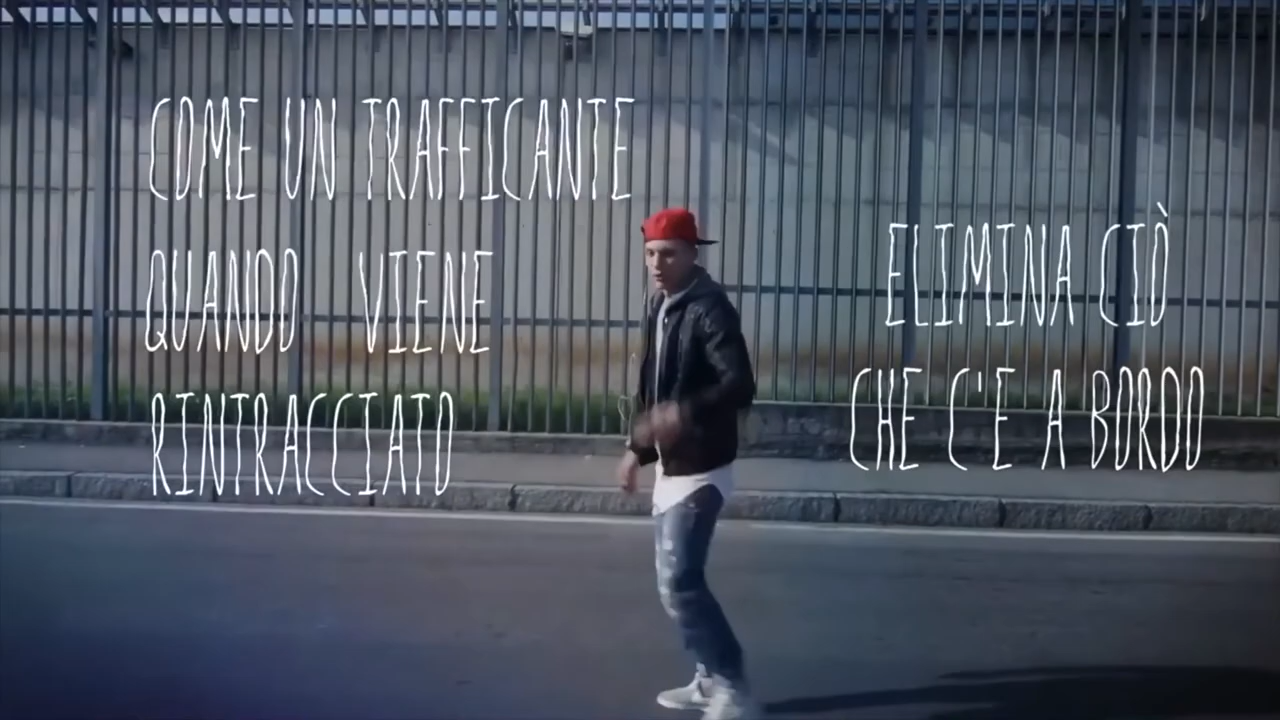 COME UN TRAFFICANTE
QUANDO VIENE
RINTRACCIATO
ELIMINA CIÒ
CHE C'E A BORDO